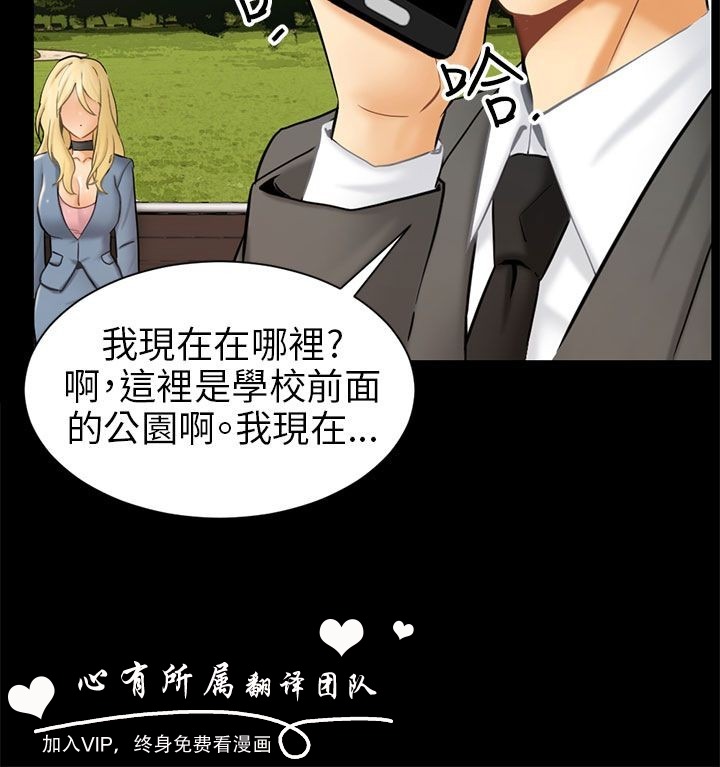 哈.
哈.
我現在在哪裡?
啊,這裡是學校前面
的公園啊。我現在...
心有所属翻译团队
加入VIP，终身免费看漫画